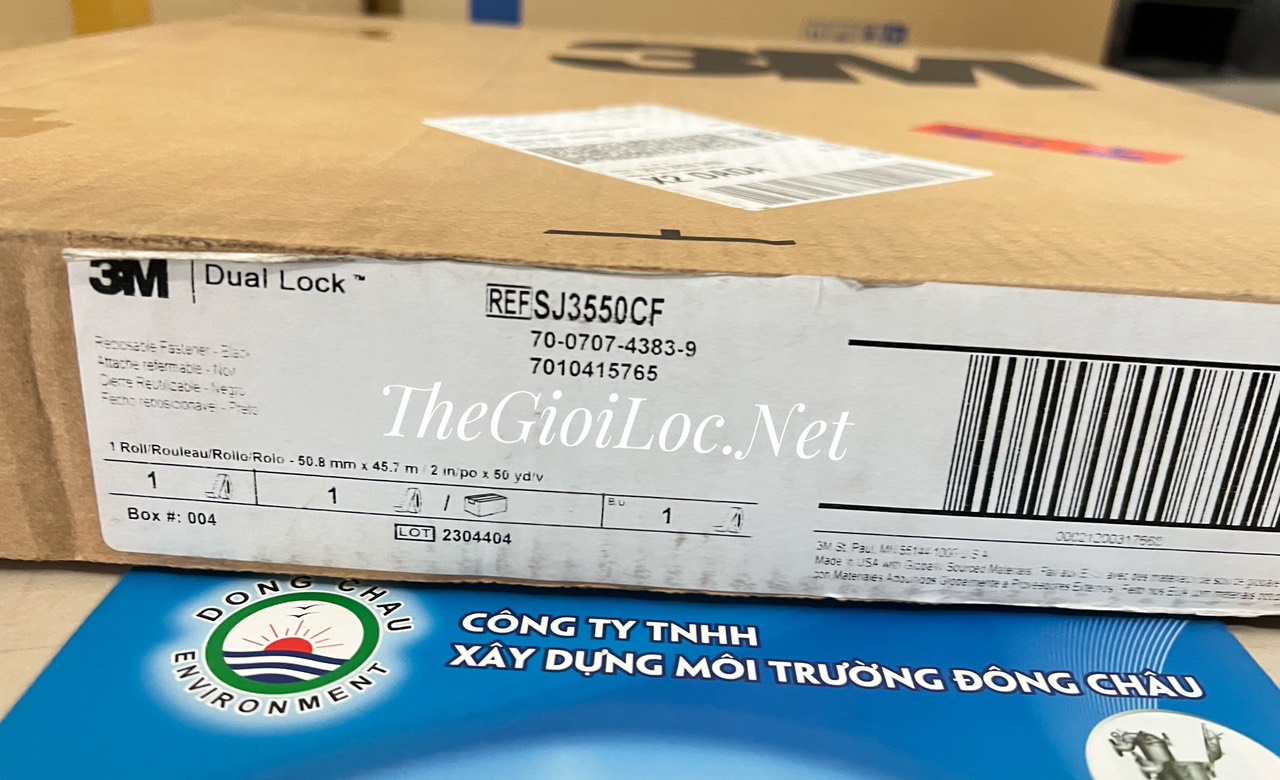 3M
3M | Dual Lock™
REF SJ3550CF
70-0707-4383-9
7010415765
Reclosable Fastener - Black
Attache refermable - Noir
Cierre Reutilizable - Negro
Fecho reposicionável - Preto
TheGioiLoc.Net
1 Roll/Rouleau/Rollo/Rolo - 50.8 mm x 45.7 m / 2 in/po x 50 yd/v
1 1 / B.U 1
Box #: 004
LOT 2304404
3M St. Paul, MN 55144-1000 U.S.A.
Made in USA with Globally Sourced Materials
DONG CHAU
ENVIRONMENT
CÔNG TY TNHH
XÂY DỰNG MÔI TRƯỜNG ĐÔNG CHÂU